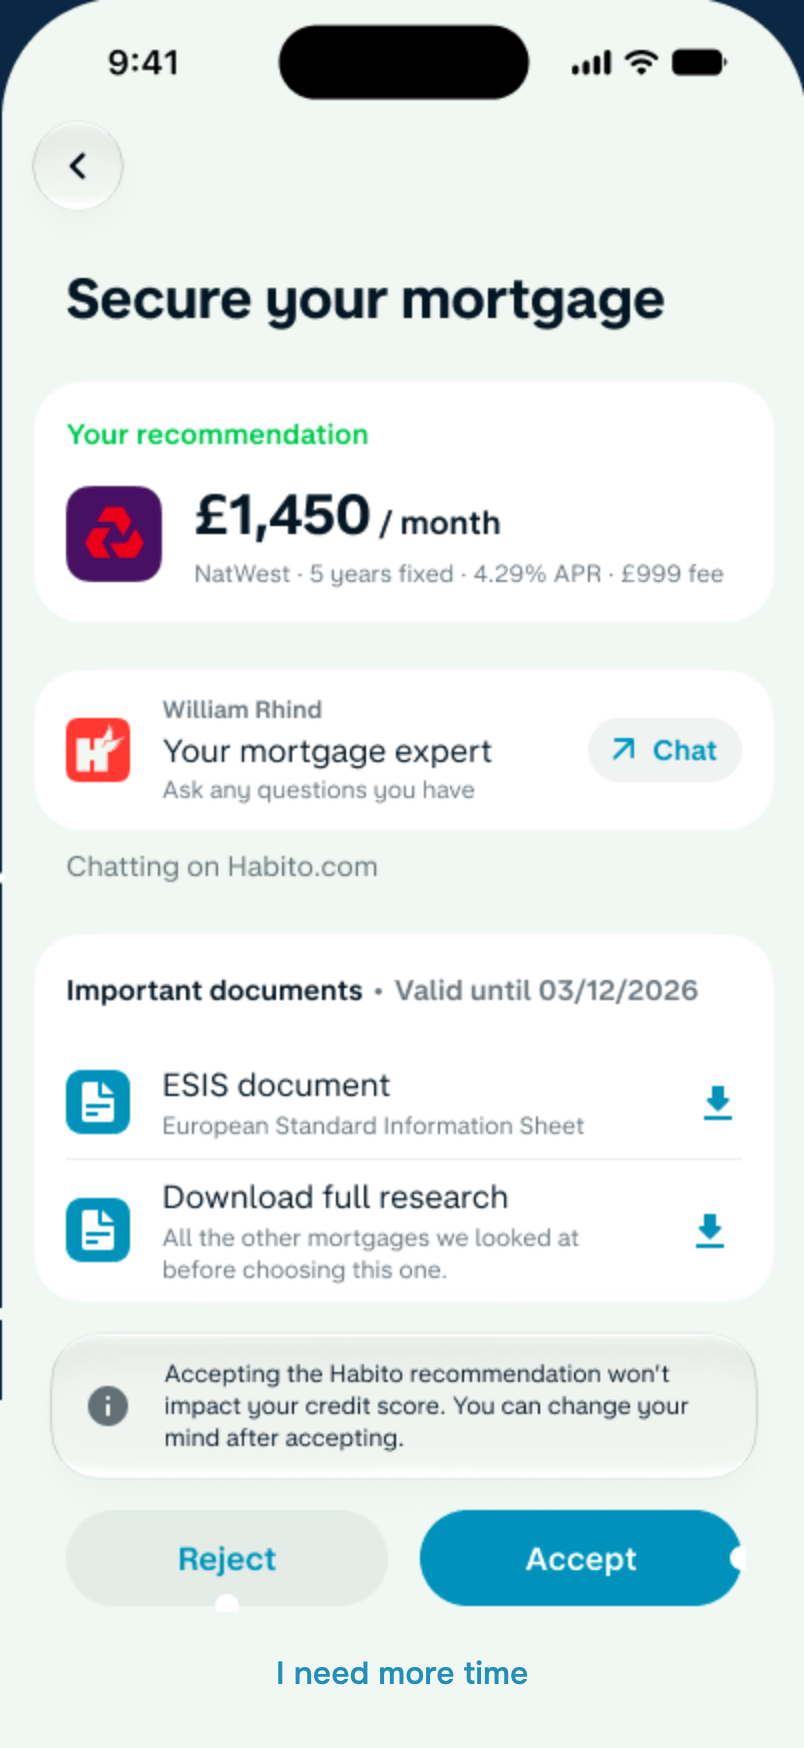 9:41
Secure your mortgage
Your recommendation
£1,450 / month
NatWest · 5 years fixed · 4.29% APR · £999 fee
William Rhind
Your mortgage expert
Ask any questions you have
Chat
Chatting on Habito.com
Important documents • Valid until 03/12/2026
ESIS document
European Standard Information Sheet
Download full research
All the other mortgages we looked at
before choosing this one.
Accepting the Habito recommendation won't
impact your credit score. You can change your
mind after accepting.
Reject
Accept
I need more time